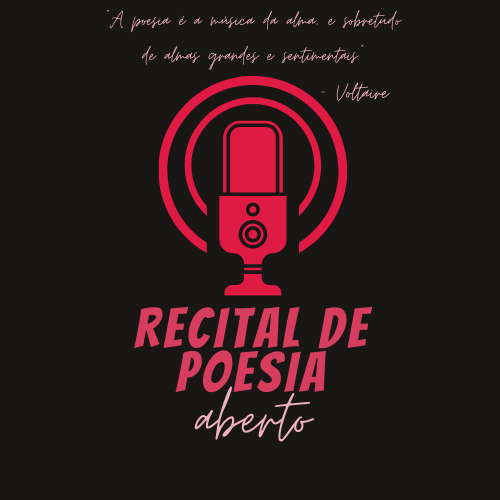 "A poesia é a música da alma, e sobretudo
de almas grandes e sentimentais"
- Voltaire
RECITAL DE
POESIA
aberto